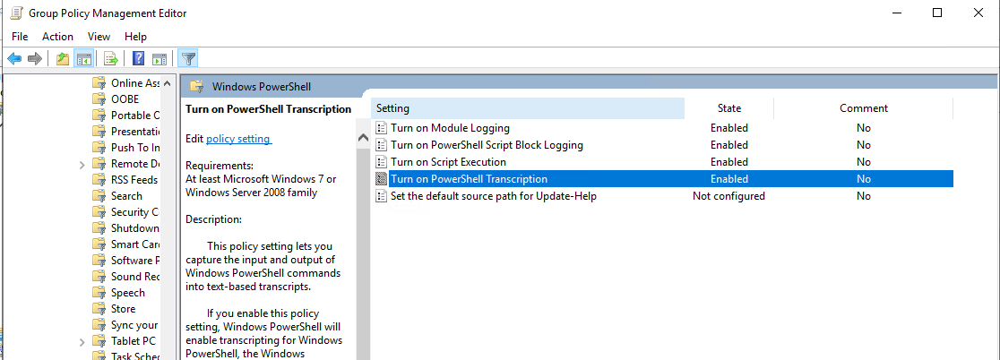 Group Policy Management Editor
File Action View Help
Online Ass
OOBE
Portable O
Presentatio
Push To In
Remote De
RSS Feeds
Search
Security C
Shutdown
Smart Card
Software P
Sound Rec
Speech
Store
Sync your
Tablet PC
Task Sched
Windows PowerShell
Turn on PowerShell Transcription
Edit policy setting
Requirements:
At least Microsoft Windows 7 or
Windows Server 2008 family
Description:
This policy setting lets you
capture the input and output of
Windows PowerShell commands
into text-based transcripts.
If you enable this policy
setting, Windows PowerShell will
enable transcripting for Windows
PowerShell, the Windows
Setting State Comment
Turn on Module Logging Enabled No
Turn on PowerShell Script Block Logging Enabled No
Turn on Script Execution Enabled No
Turn on PowerShell Transcription Enabled No
Set the default source path for Update-Help Not configured No